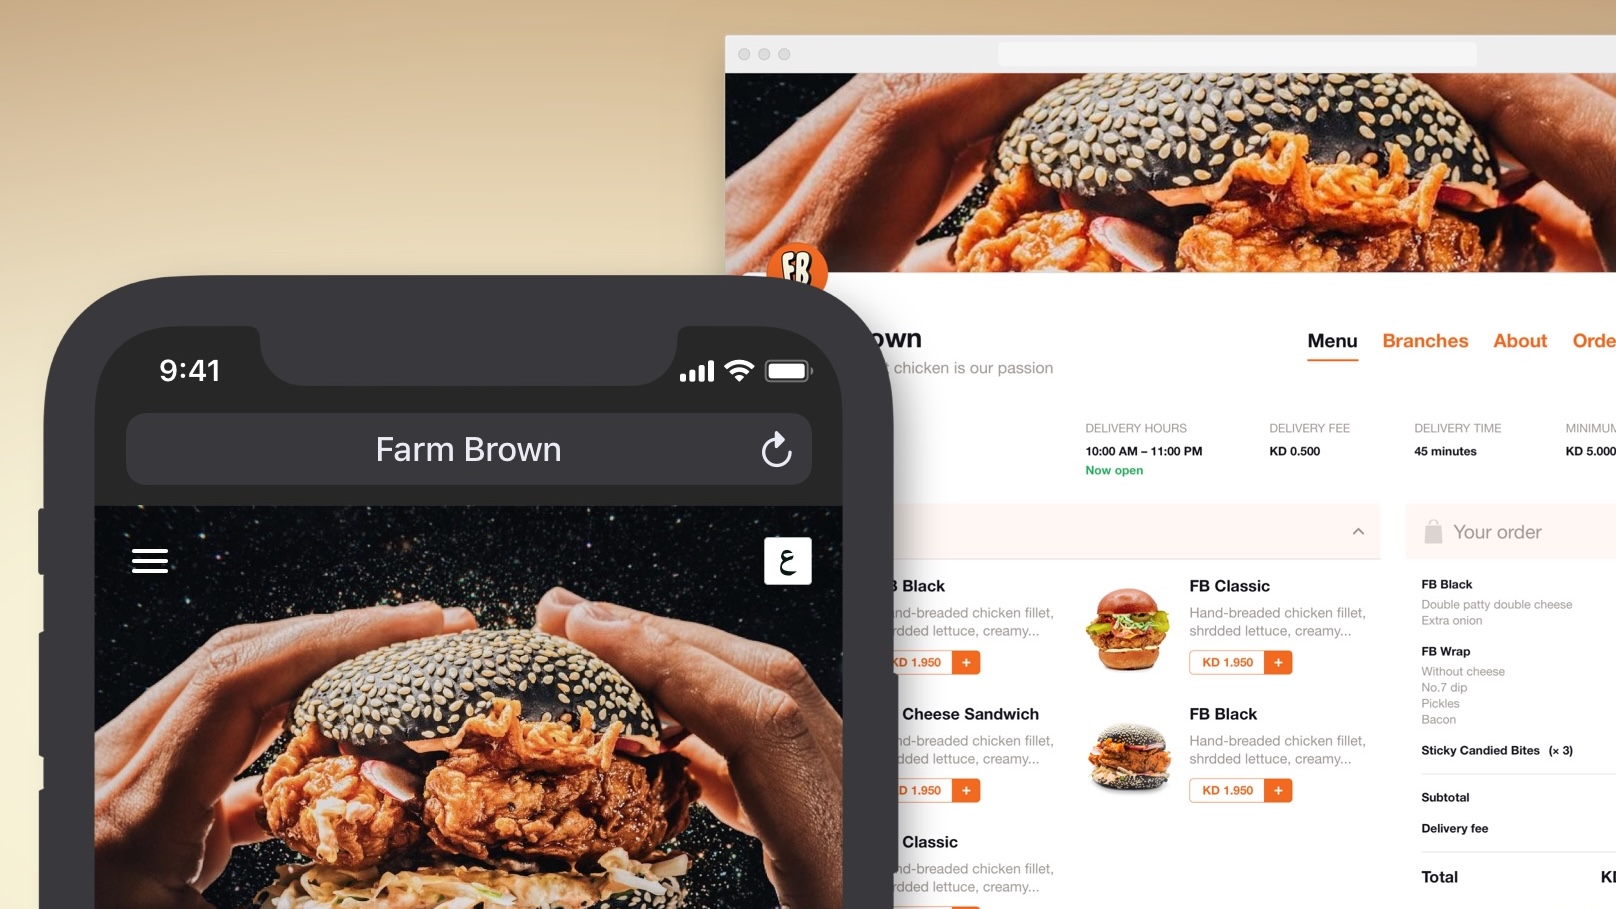 FB
own
chicken is our passion
Menu
Branches
About
DELIVERY HOURS
10:00 AM – 11:00 PM
Now open
DELIVERY FEE
KD 0.500
DELIVERY TIME
45 minutes
MINIMUM
KD 5.000
9:41
Farm Brown
ع
Black
nd-breaded chicken fillet,
rdded lettuce, creamy...
KD 1.950 +
FB Classic
Hand-breaded chicken fillet,
shrdded lettuce, creamy...
KD 1.950 +
Cheese Sandwich
nd-breaded chicken fillet,
dded lettuce, creamy...
D 1.950 +
FB Black
Hand-breaded chicken fillet,
shrdded lettuce, creamy...
KD 1.950 +
Classic
nd-breaded chicken fillet,
dded lettuce, creamy...
Your order
FB Black
Double patty double cheese
Extra onion
FB Wrap
Without cheese
No.7 dip
Pickles
Bacon
Sticky Candied Bites (× 3)
Subtotal
Delivery fee
Total